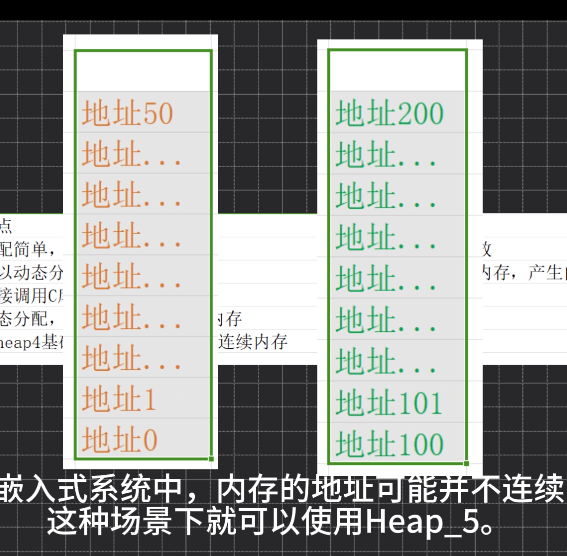 地址50
地址...
地址...
地址...
地址...
地址...
地址...
地址1
地址0
地址200
地址...
地址...
地址...
地址...
地址...
地址...
地址101
地址100
点
配简单，
以动态分
内存，产生
接调用C
态分配，
内存
heap4基
连续内存
嵌入式系统中，内存的地址可能并不连续
这种场景下就可以使用Heap_5。